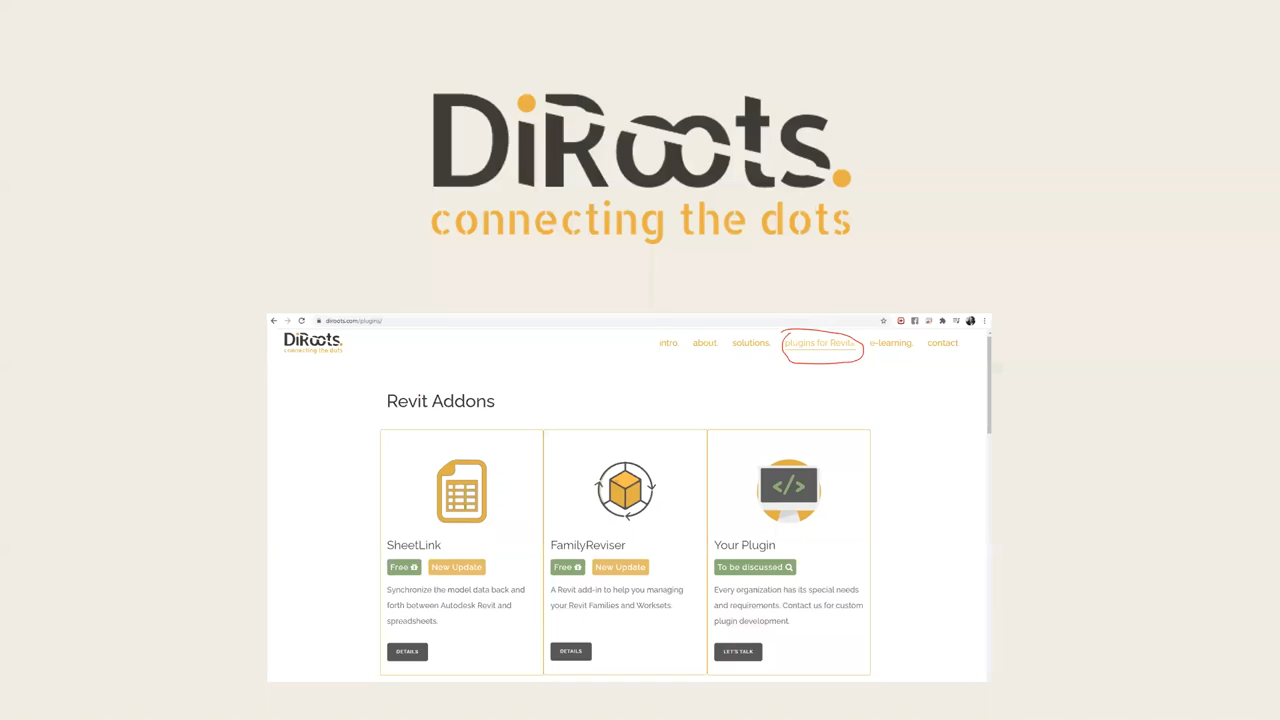 DiRoots.
connecting the dots
diroots.com/plugins/
DiRoots.
connecting the dots
intro. about. solutions. plugins for Revit. e-learning. contact
Revit Addons
SheetLink
Free New Update
Synchronize the model data back and
forth between Autodesk Revit and
spreadsheets.
DETAILS
FamilyReviser
Free New Update
A Revit add-in to help you managing
your Revit Families and Worksets.
DETAILS
Your Plugin
To be discussed
Every organization has its special needs
and requirements. Contact us for custom
plugin development.
LET'S TALK